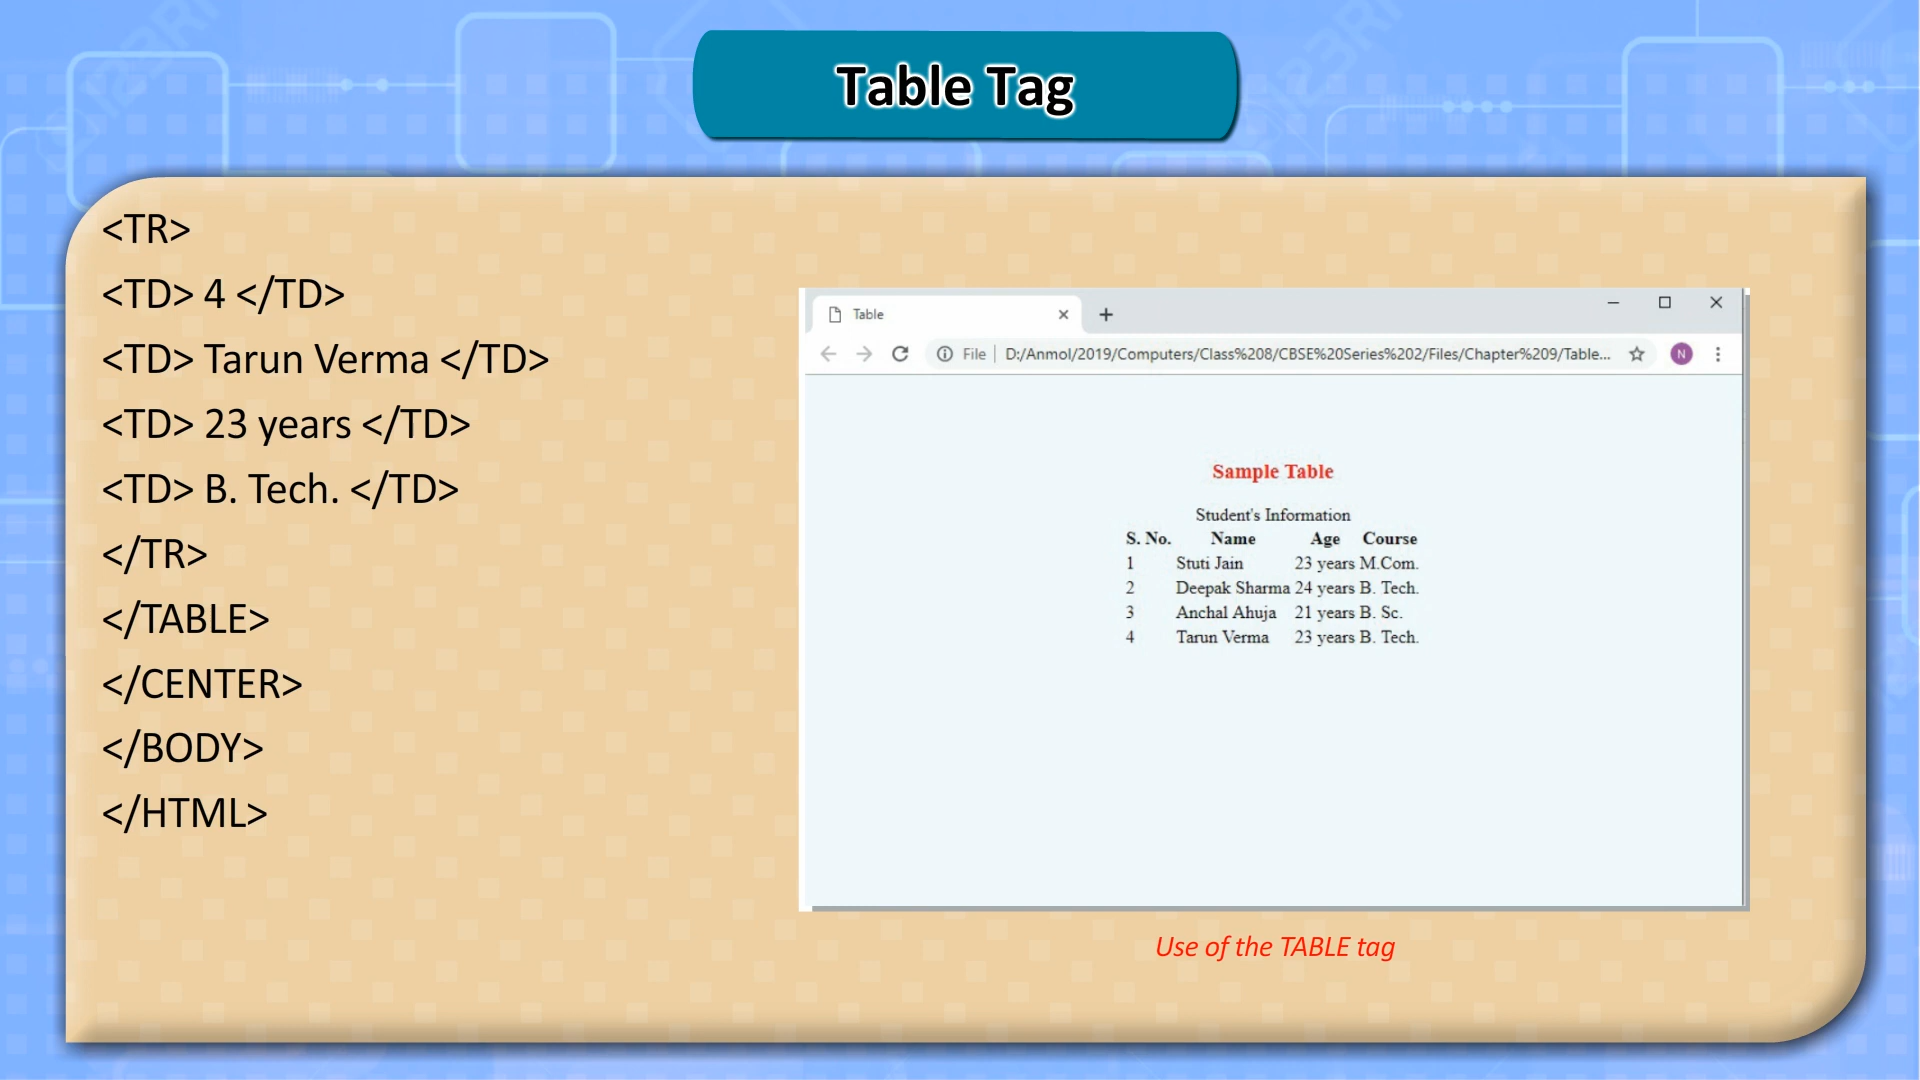 Table Tag
<TR>
<TD> 4 </TD>
<TD> Tarun Verma </TD>
<TD> 23 years </TD>
<TD> B. Tech. </TD>
</TR>
</TABLE>
</CENTER>
</BODY>
</HTML>
Table
File | D:/Anmol/2019/Computers/Class%208/CBSE%20Series%202/Files/Chapter%209/Table...
N
Sample Table
Student's Information
S. No. Name Age Course
1 Stuti Jain 23 years M.Com.
2 Deepak Sharma 24 years B. Tech.
3 Anchal Ahuja 21 years B. Sc.
4 Tarun Verma 23 years B. Tech.
Use of the TABLE tag